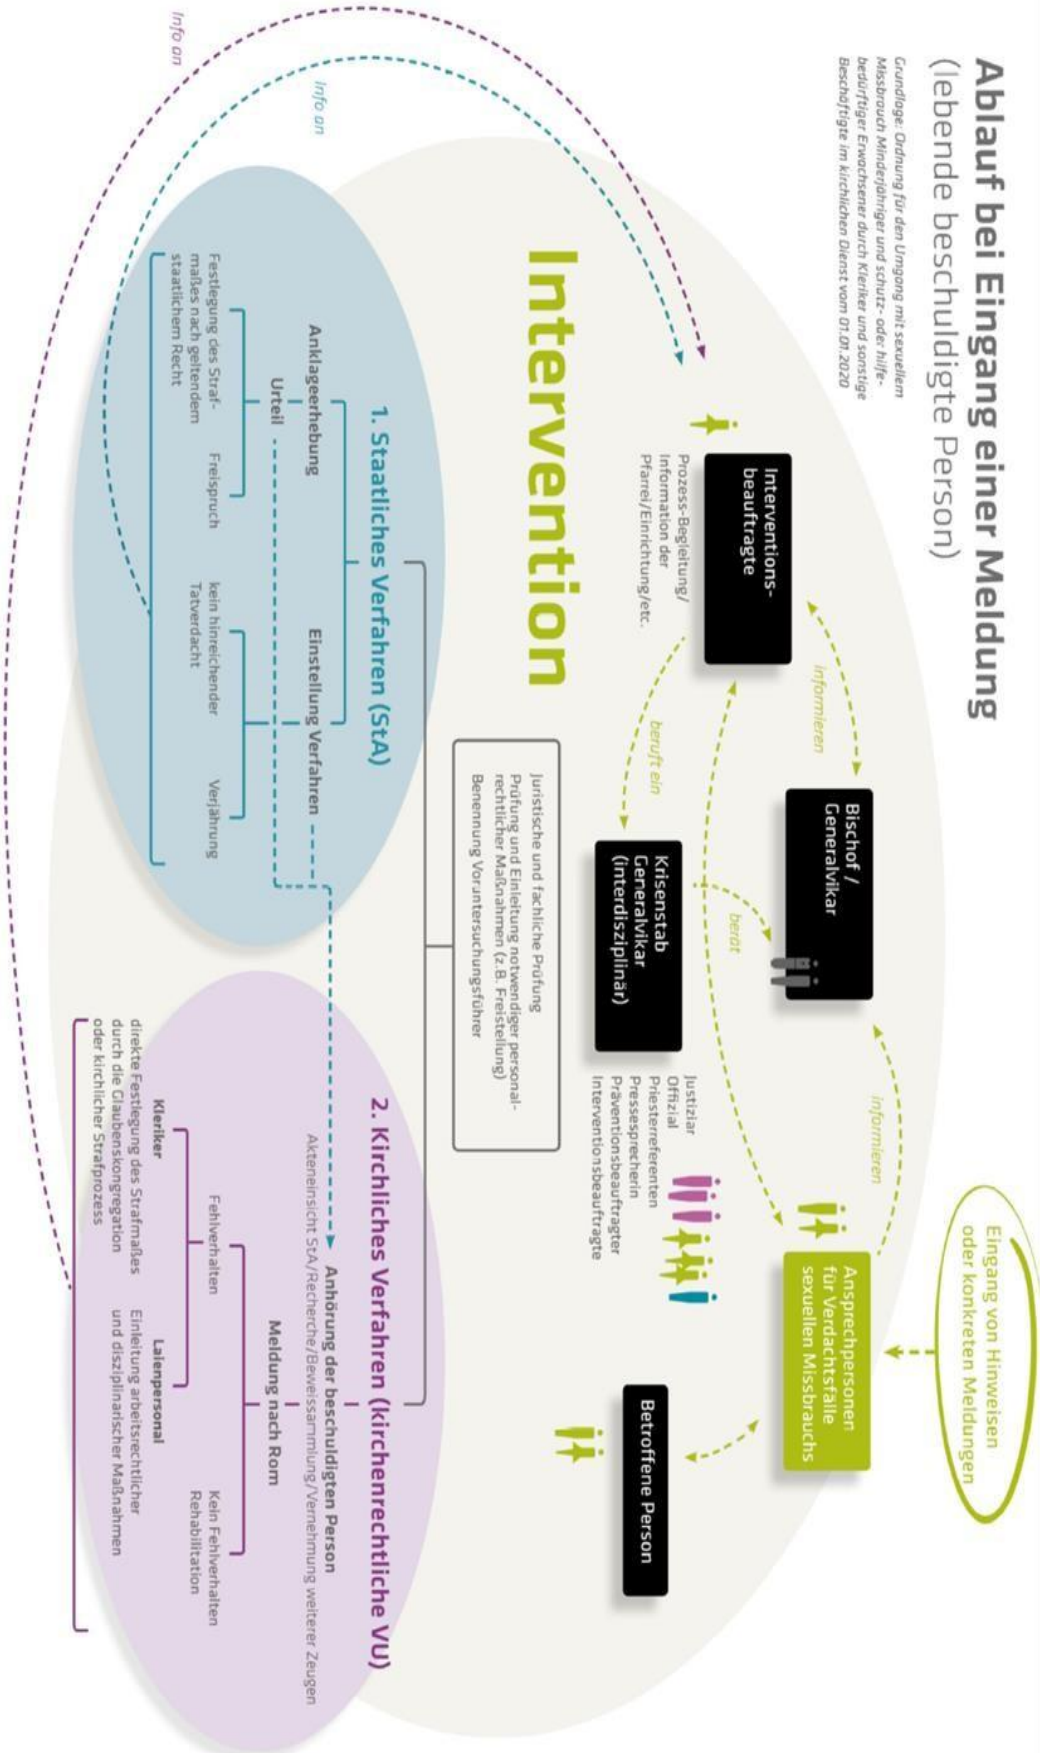 Ablauf bei Eingang einer Meldung
(lebende beschuldigte Person)
Grundlage: Ordnung für den Umgang mit sexuellem
Missbrauch Minderjähriger und schutz- oder hilfe-
bedürftiger Erwachsener durch Kleriker und sonstige
Beschäftigte im kirchlichen Dienst vom 01.01.2020
Eingang von Hinweisen
oder konkreten Meldungen
informieren
informieren
Bischof /
Generalvikar
Ansprechpersonen
für Verdachtsfälle
sexuellen Missbrauchs
Interventions-
beauftragte
Prozess-Begleitung/
Information der
Pfarrei/Einrichtung/etc.
beruft ein
berät
Krisenstab
Generalvikar
(interdisziplinär)
Justiziar
Offizial
Priesterreferenten
Pressesprecherin
Präventionsbeauftragter
Interventionsbeauftragte
Betroffene Person
Intervention
Juristische und fachliche Prüfung
Prüfung und Einleitung notwendiger personal-
rechtlicher Maßnahmen (z.B. Freistellung)
Benennung Voruntersuchungsführer
Info an
Info an
1. Staatliches Verfahren (StA)
Anklageerhebung
Einstellung Verfahren
Urteil
Festlegung des Straf-
maßes nach geltendem
staatlichem Recht
Freispruch
kein hinreichender
Tatverdacht
Verjährung
2. Kirchliches Verfahren (kirchenrechtliche VU)
Anhörung der beschuldigten Person
Akteneinsicht StA/Recherche/Beweissammlung/Vernehmung weiterer Zeugen
Meldung nach Rom
Fehlverhalten
Kein Fehlverhalten
Rehabilitation
Kleriker
direkte Festlegung des Strafmaßes
durch die Glaubenskongregation
oder kirchlicher Strafprozess
Laienpersonal
Einleitung arbeitsrechtlicher
und disziplinarischer Maßnahmen